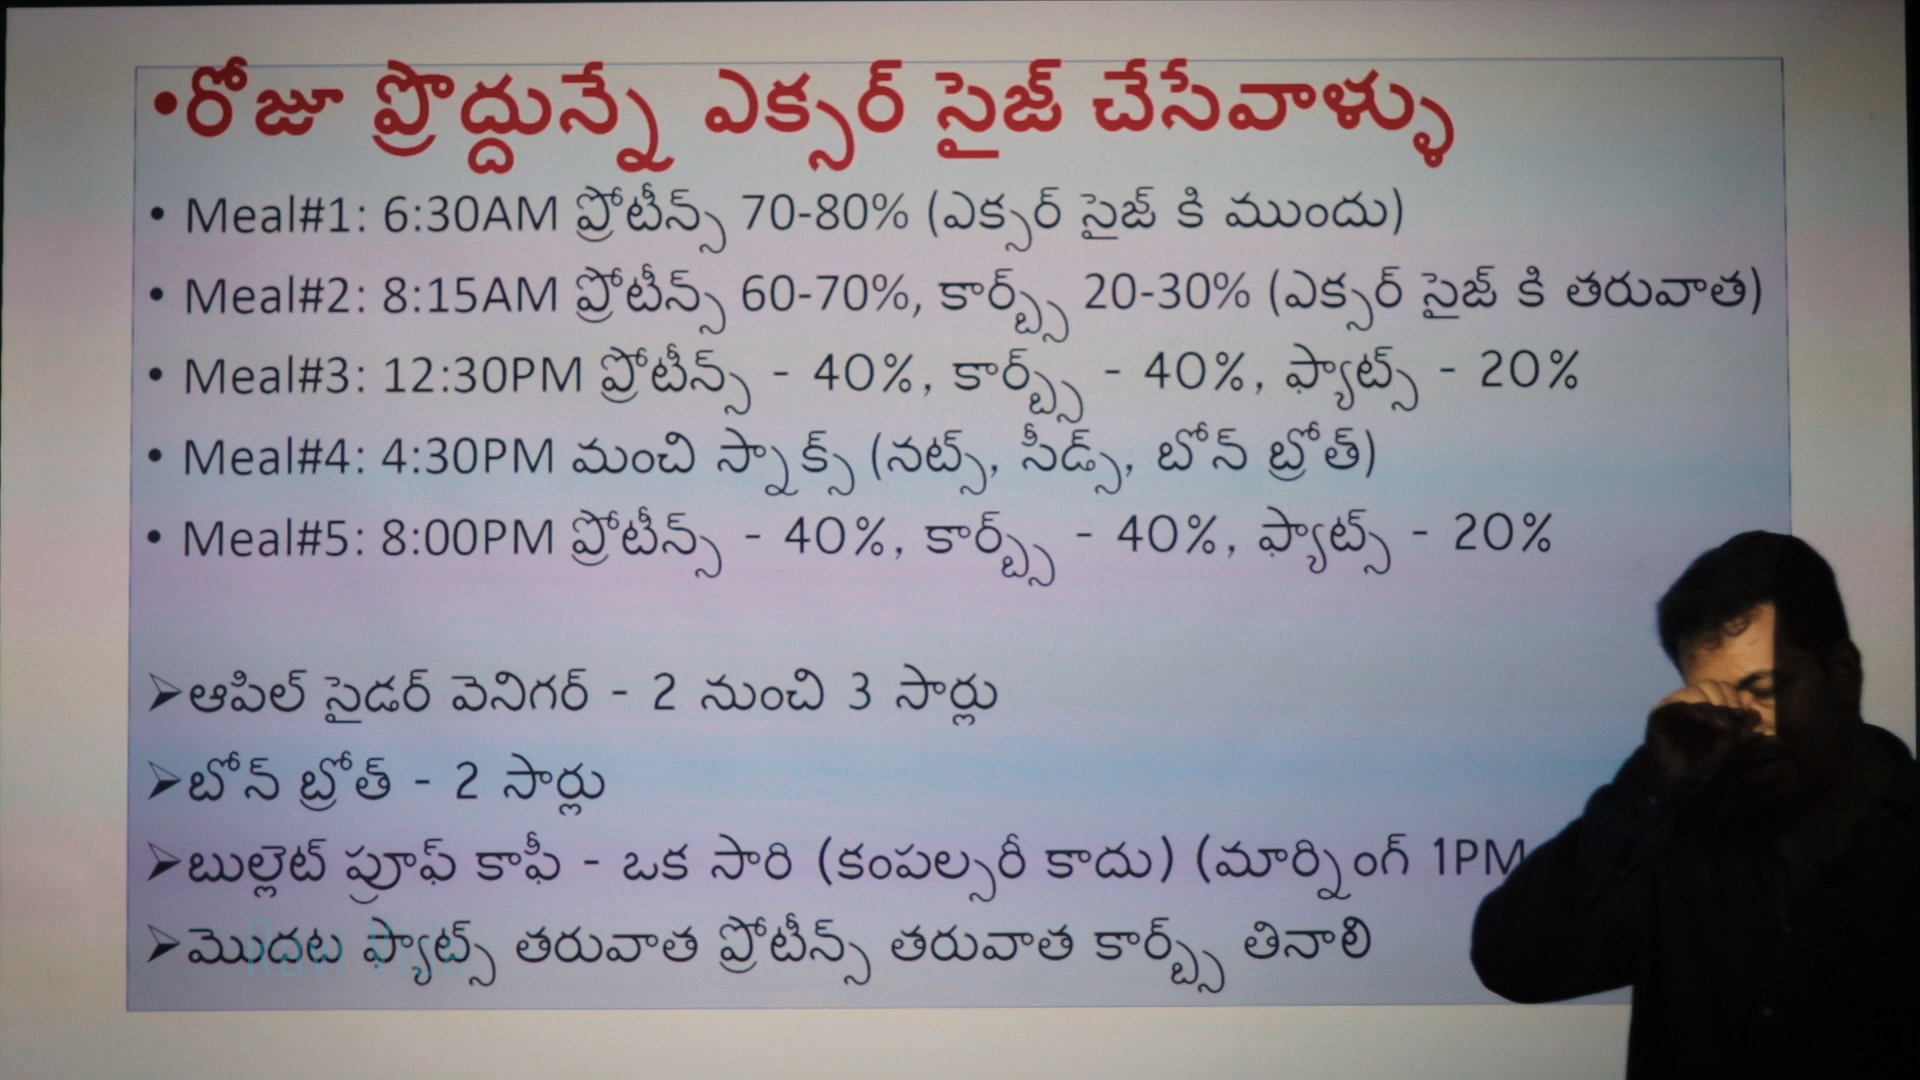 •రోజూ ప్రొద్దున్నే ఎక్సర్ సైజ్ చేసేవాళ్ళు
• Meal#1: 6:30AM ప్రోటీన్స్ 70-80% (ఎక్సర్ సైజ్ కి ముందు)
• Meal#2: 8:15AM ప్రోటీన్స్ 60-70%, కార్బ్స్ 20-30% (ఎక్సర్ సైజ్ కి తరువాత)
• Meal#3: 12:30PM ప్రోటీన్స్ - 40%, కార్బ్స్ - 40%, ఫ్యాట్స్ - 20%
• Meal#4: 4:30PM మంచి స్నాక్స్ (నట్స్, సీడ్స్, బోన్ బ్రోత్)
• Meal#5: 8:00PM ప్రోటీన్స్ - 40%, కార్బ్స్ - 40%, ఫ్యాట్స్ - 20%
➢ఆపిల్ సైడర్ వెనిగర్ - 2 నుంచి 3 సార్లు
➢బోన్ బ్రోత్ - 2 సార్లు
➢బుల్లెట్ ప్రూఫ్ కాఫీ - ఒక సారి (కంపల్సరీ కాదు) (మార్నింగ్ 1PM
➢మొదట ఫ్యాట్స్ తరువాత ప్రోటీన్స్ తరువాత కార్బ్స్ తినాలి